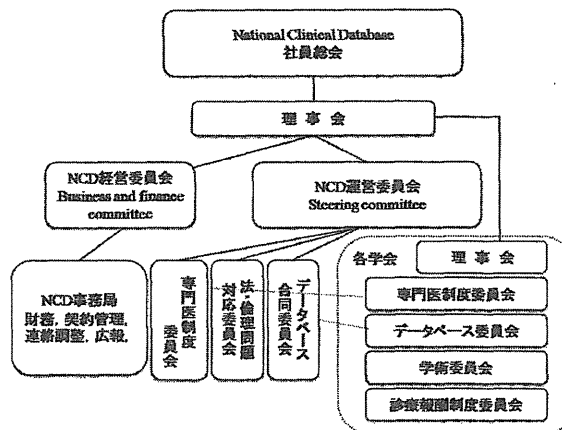 National Clinical Database
社員総会
理 事 会
NCD経営委員会
Business and finance
committee
NCD運営委員会
Steering committee
NCD事務局
財務, 契約管理,
連絡調整, 広報,
専門医制度
委員会
法・倫理問題
対応委員会
データベース
合同委員会
各学会
理 事 会
専門医制度委員会
データベース委員会
学術委員会
診療報酬制度委員会